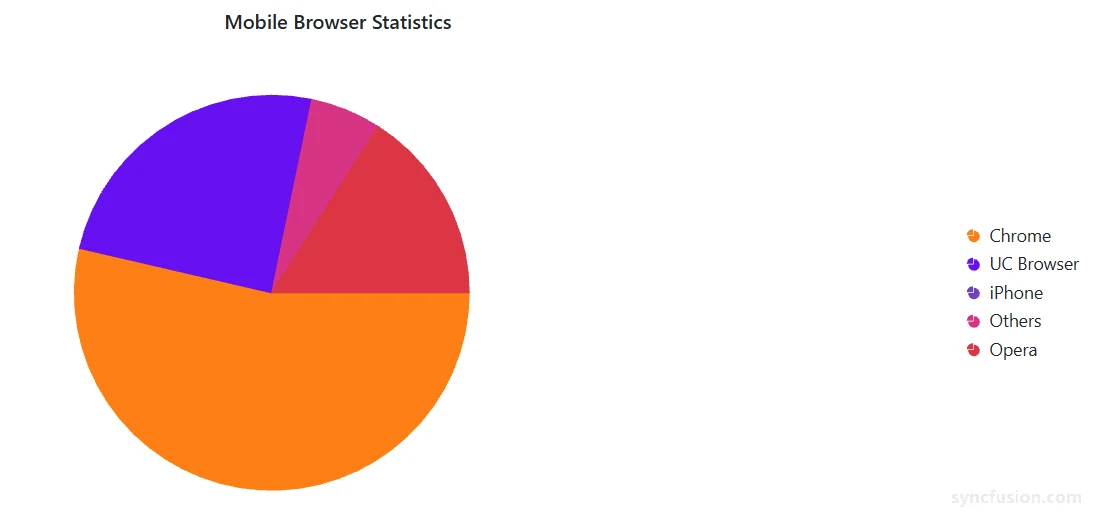 Mobile Browser Statistics
Chrome
UC Browser
iPhone
Others
Opera
syncfusion.com